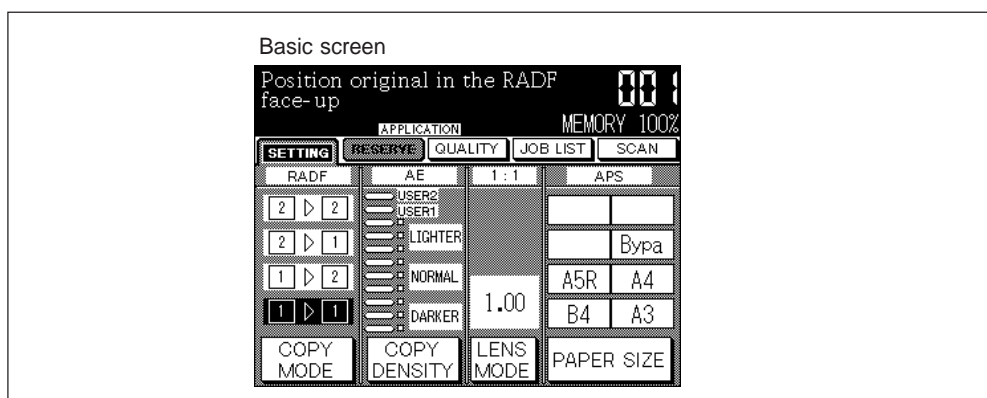 Basic screen
Position original in the RADF
face-up
001
MEMORY 100%
APPLICATION
SETTING RESERVE QUALITY JOB LIST SCAN
RADF AE 1:1 APS
2 ▷ 2 USER2
USER1
2 ▷ 1 LIGHTER Bypa
1 ▷ 2 NORMAL A5R A4
1 ▷ 1 DARKER 1.00 B4 A3
COPY MODE COPY DENSITY LENS MODE PAPER SIZE